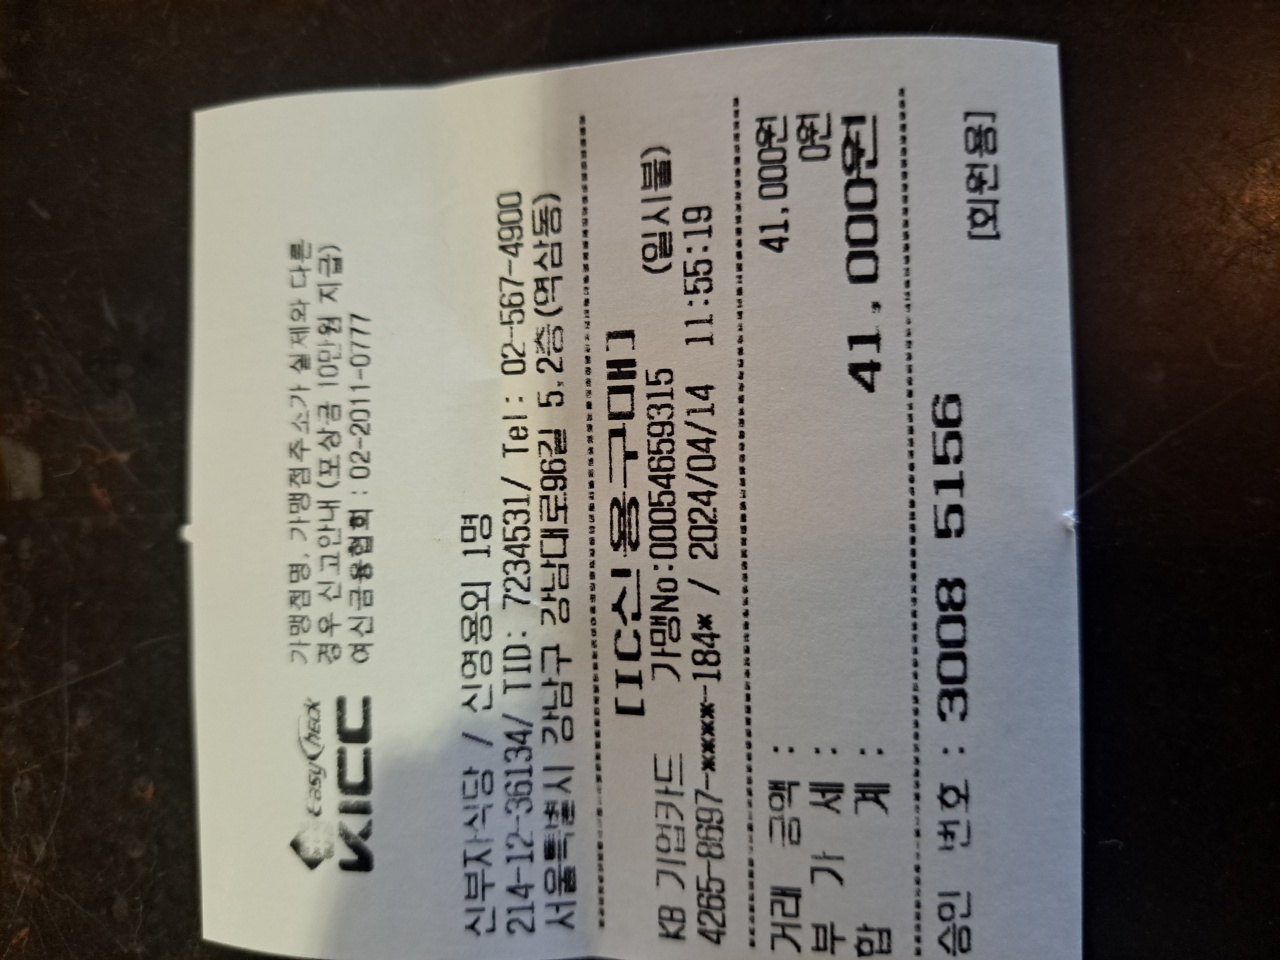 EasyCheck
KICC
가맹점명, 가맹점주소가 실제와 다른
경우 신고안내(포상금 10만원 지급)
여신금융협회 : 02-2011-0777
신부자식당 / 신영용외 1명
214-12-36134/ TID: 7234531/ Tel: 02-567-4900
서울특별시 강남구 강남대로96길 5,2층(역삼동)
[IC신용구매]
KB 기업카드 가맹No:00054659315 (일시불)
4265-8697-****-184* / 2024/04/14 11:55:19
거래 금액 : 41,000원
부 가 세 : 0원
합 계 : 41,000원
승인 번호 : 3008 5156
[회원용]